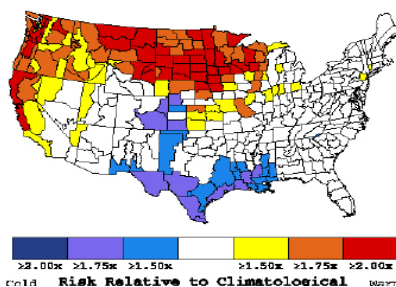 ≥2.00x ≥1.75x ≥1.50x ≥1.50x ≥1.75x ≥2.00x
Cold Risk Relative to Climatological Warm